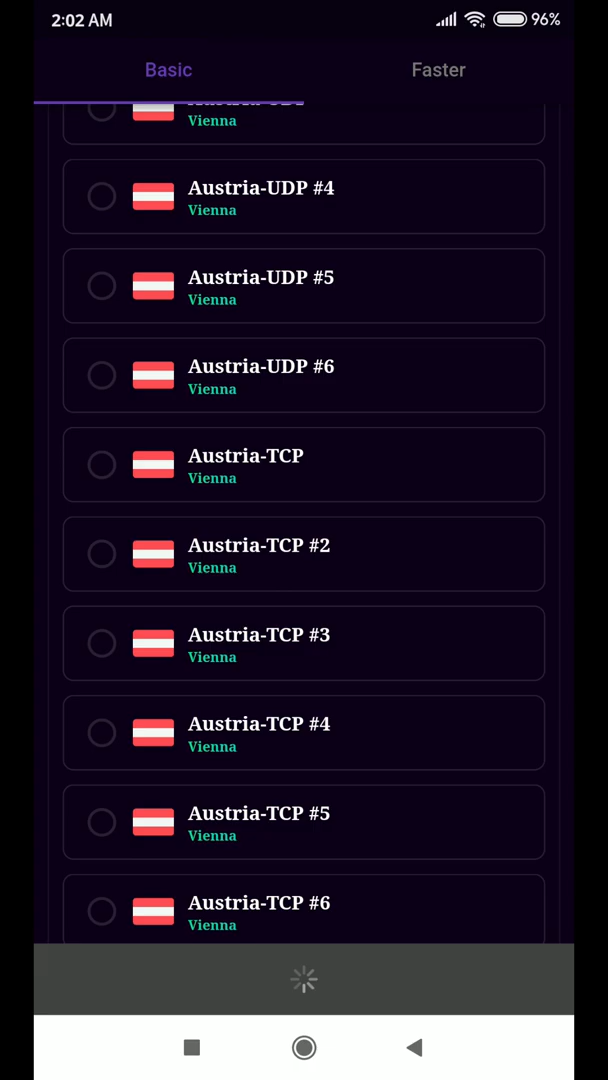 2:02 AM
96%
Basic
Faster
Vienna
Austria-UDP #4
Vienna
Austria-UDP #5
Vienna
Austria-UDP #6
Vienna
Austria-TCP
Vienna
Austria-TCP #2
Vienna
Austria-TCP #3
Vienna
Austria-TCP #4
Vienna
Austria-TCP #5
Vienna
Austria-TCP #6
Vienna